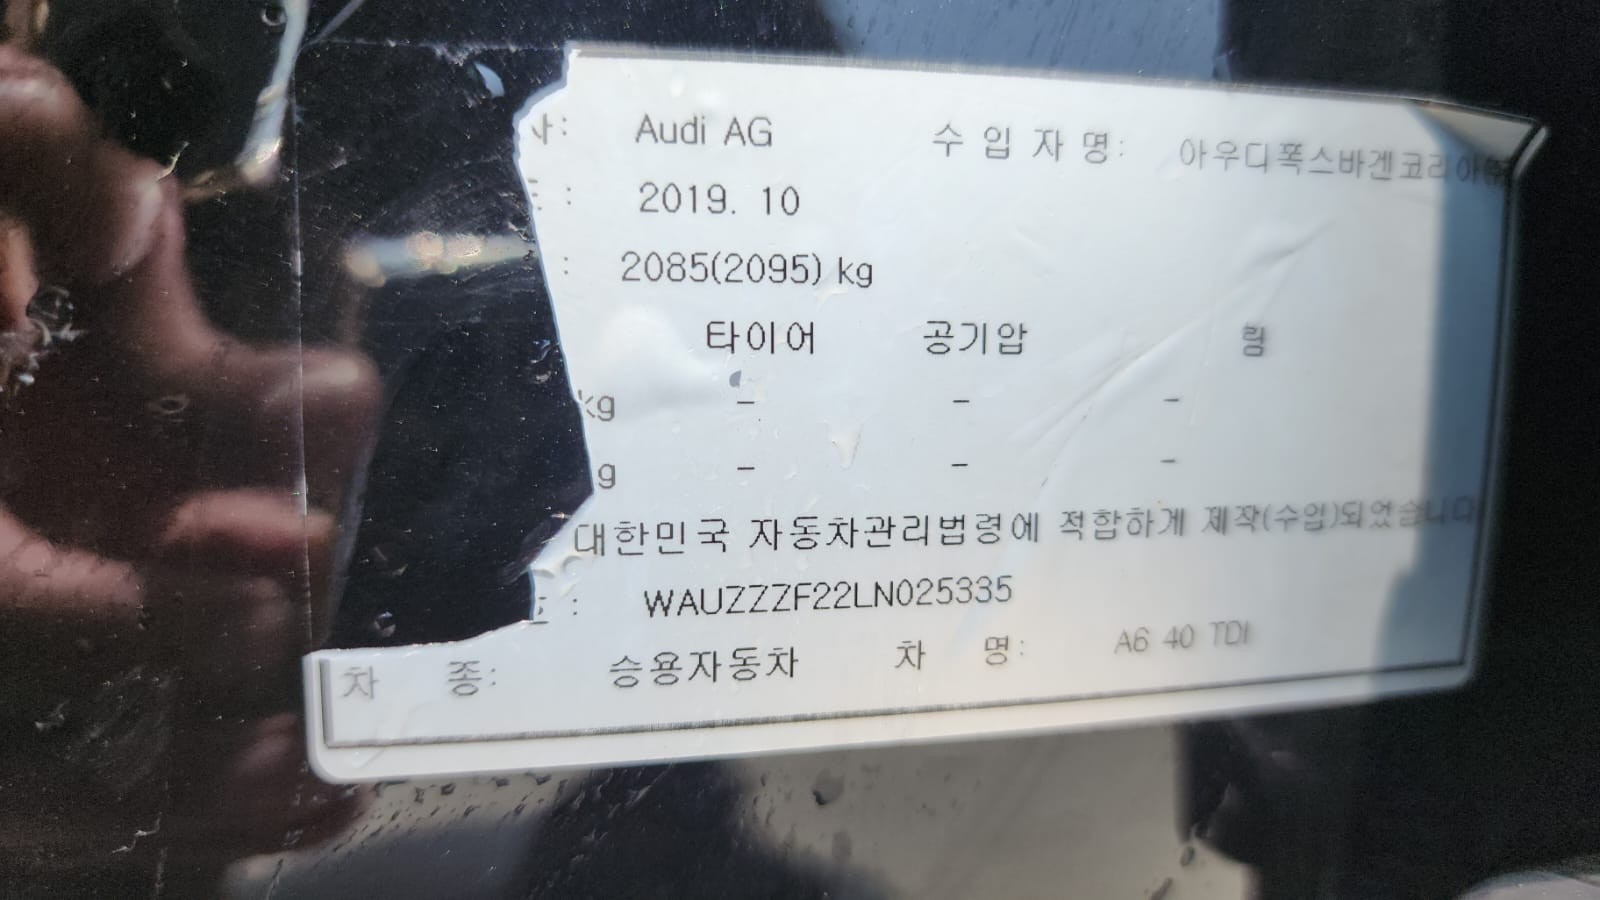 Audi AG 수 입 자 명: 아우디폭스바겐코리아㈜
2019. 10
: 2085(2095) kg
타이어 공기압 림
kg - - -
g - - -
대한민국 자동차관리법령에 적합하게 제작(수입)되었습니다
: WAUZZZF22LN025335
차 종: 승용자동차 차 명: A6 40 TDI